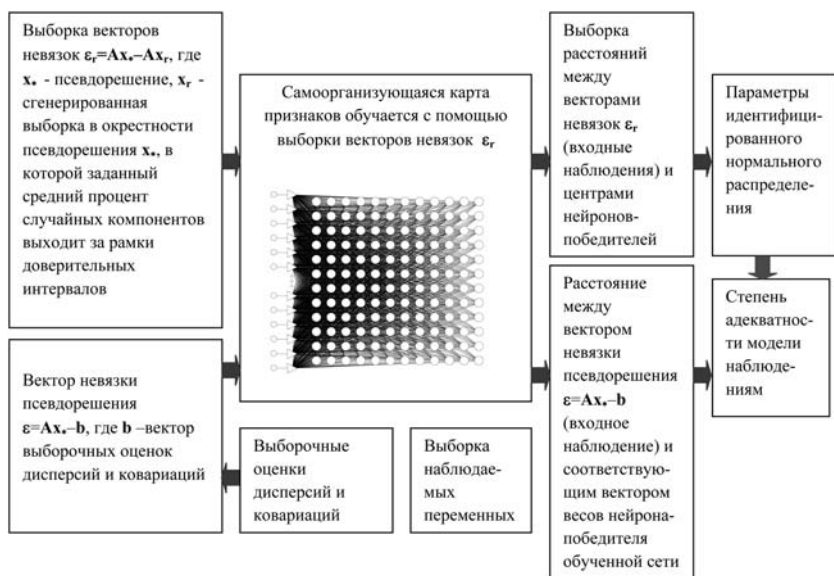 Выборка векторов
невязок εr=Ax*–Axr, где
x* - псевдорешение, xr -
сгенерированная
выборка в окрестности
псевдорешения x*, в
которой заданный
средний процент
случайных компонентов
выходит за рамки
доверительных
интервалов
Самоорганизующаяся карта
признаков обучается с помощью
выборки векторов невязок εr
Выборка
расстояний
между
векторами
невязок εr
(входные
наблюдения) и
центрами
нейронов-
победителей
Параметры
идентифици-
рованного
нормального
распределе-
ния
Вектор невязки
псевдорешения
ε=Ax*–b, где b –вектор
выборочных оценок
дисперсий и ковариаций
Выборочные
оценки
дисперсий и
ковариаций
Выборка
наблюдае-
мых
переменных
Расстояние
между
вектором
невязки
псевдорешения
ε=Ax*–b
(входное
наблюдение) и
соответствую-
щим вектором
весов нейрона-
победителя
обученной сети
Степень
адекватнос-
ти модели
наблюде-
ниям